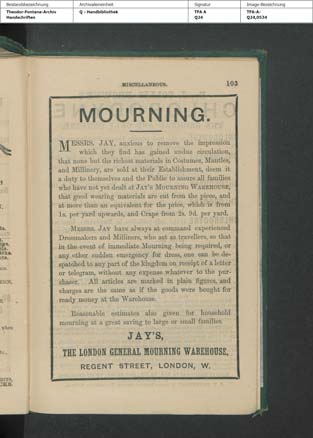 Bestandsbezeichnung
Archivaleneinheit
Signatur
Image-Bezeichnung
Theodor-Fontane-Archiv
Handschriften
Q - Handbibliothek
TFA A
Q24
TFA-A-
Q24,0534
MISCELLANEOUS. 103
MOURNING.
MESSRS. JAY, anxious to remove the impression
which they find has gained undue circulation,
that none but the richest materials in Costumes, Mantles,
and Millinery, are sold at their Establishment, deem it
a duty to themselves and the Public to assure all families
who have not yet dealt at JAY'S MOURNING WAREHOUSE,
that good wearing materials are cut from the piece, and
at more than an equivalent for the price, which is from
1s. per yard upwards, and Crape from 2s. 9d. per yard.
MESSRS. JAY have always at command experienced
Dressmakers and Milliners, who act as travellers, so that
in the event of immediate Mourning being required, or
any other sudden emergency for dress, one can be de-
spatched to any part of the kingdom on receipt of a letter
or telegram, without any expense whatever to the pur-
chaser. All articles are marked in plain figures, and
charges are the same as if the goods were bought for
ready money at the Warehouse.
Reasonable estimates also given for household
mourning at a great saving to large or small families.
JAY'S,
THE LONDON GENERAL MOURNING WAREHOUSE,
REGENT STREET, LONDON, W.